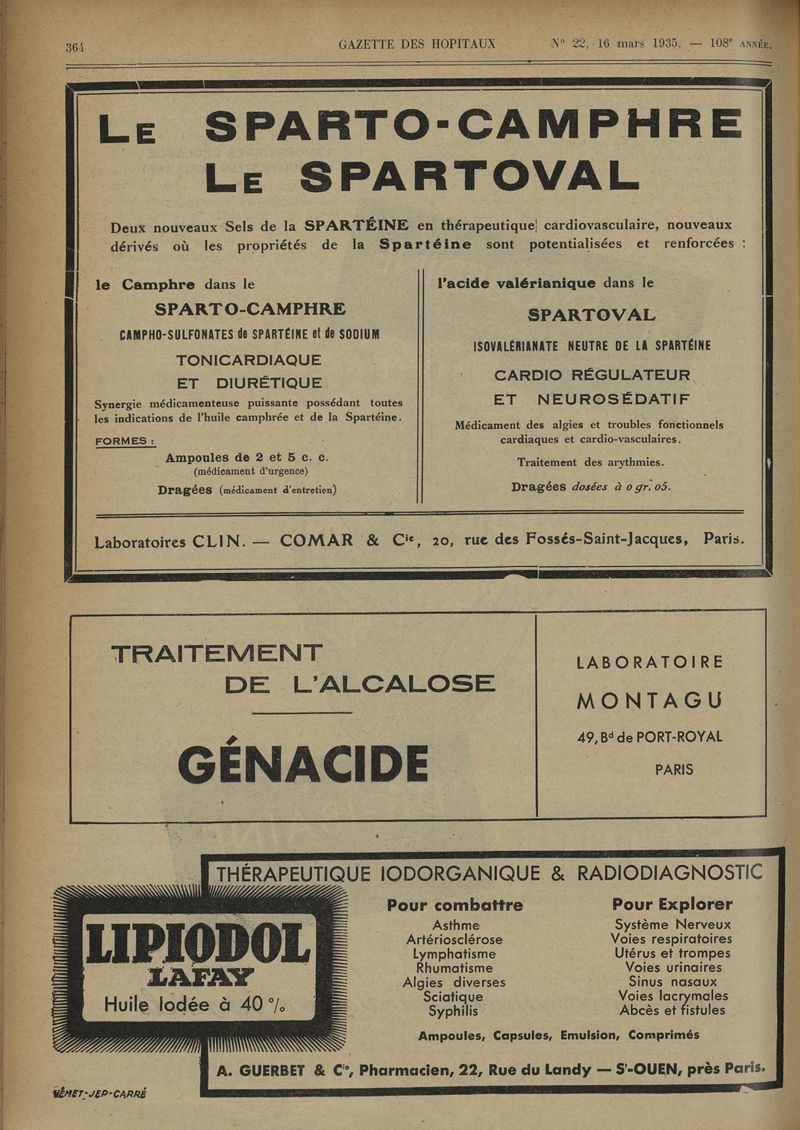 364
GAZETTE DES HOPITAUX
N° 22, 16 mars 1935. — 108e ANNÉE.
LE SPARTO-CAMPHRE
LE SPARTOVAL
Deux nouveaux Sels de la SPARTÉINE en thérapeutique cardiovasculaire, nouveaux
dérivés où les propriétés de la Spartéine sont potentialisées et renforcées :
le Camphre dans le
SPARTO-CAMPHRE
CAMPHO-SULFONATES de SPARTÉINE et de SODIUM
TONICARDIAQUE
ET DIURÉTIQUE
Synergie médicamenteuse puissante possédant toutes
les indications de l'huile camphrée et de la Spartéine.
FORMES :
Ampoules de 2 et 5 c. c.
(médicament d'urgence)
Dragées (médicament d'entretien)
l'acide valérianique dans le
SPARTOVAL
ISOVALÉRIANATE NEUTRE DE LA SPARTÉINE
CARDIO RÉGULATEUR
ET NEUROSÉDATIF
Médicament des algies et troubles fonctionnels
cardiaques et cardio-vasculaires.
Traitement des arythmies.
Dragées dosées à 0 gr. 05.
Laboratoires CLIN. — COMAR & Cie, 20, rue des Fossés-Saint-Jacques, Paris.
TRAITEMENT
DE L'ALCALOSE
GÉNACIDE
LABORATOIRE
MONTAGU
49, Bd de PORT-ROYAL
PARIS
THÉRAPEUTIQUE IODORGANIQUE & RADIODIAGNOSTIC
LIPIODOL
LAFAY
Huile Iodée à 40 %
Pour combattre
Asthme
Artériosclérose
Lymphatisme
Rhumatisme
Algies diverses
Sciatique
Syphilis
Pour Explorer
Système Nerveux
Voies respiratoires
Utérus et trompes
Voies urinaires
Sinus nasaux
Voies lacrymales
Abcès et fistules
Ampoules, Capsules, Emulsion, Comprimés
A. GUERBET & Cie, Pharmacien, 22, Rue du Landy — St-OUEN, près Paris.
VÉMET-JEP-CARRÉ